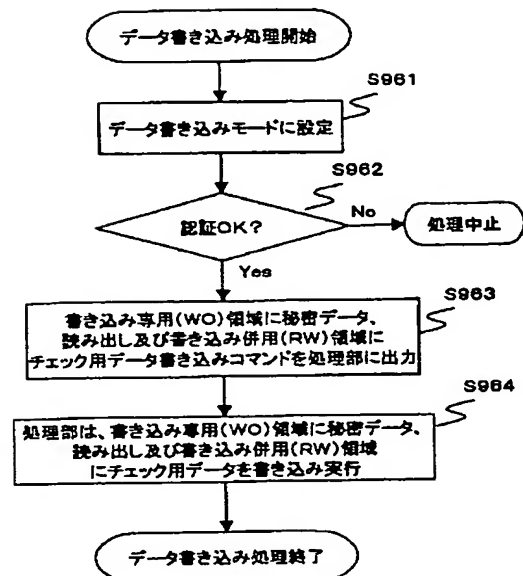 データ書き込み処理開始
S961
データ書き込みモードに設定
S962
認証OK?
No
処理中止
Yes
S963
書き込み専用(WO)領域に秘密データ、
読み出し及び書き込み併用(RW)領域に
チェック用データ書き込みコマンドを処理部に出力
S964
処理部は、書き込み専用(WO)領域に秘密データ、
読み出し及び書き込み併用(RW)領域
にチェック用データを書き込み実行
データ書き込み処理終了